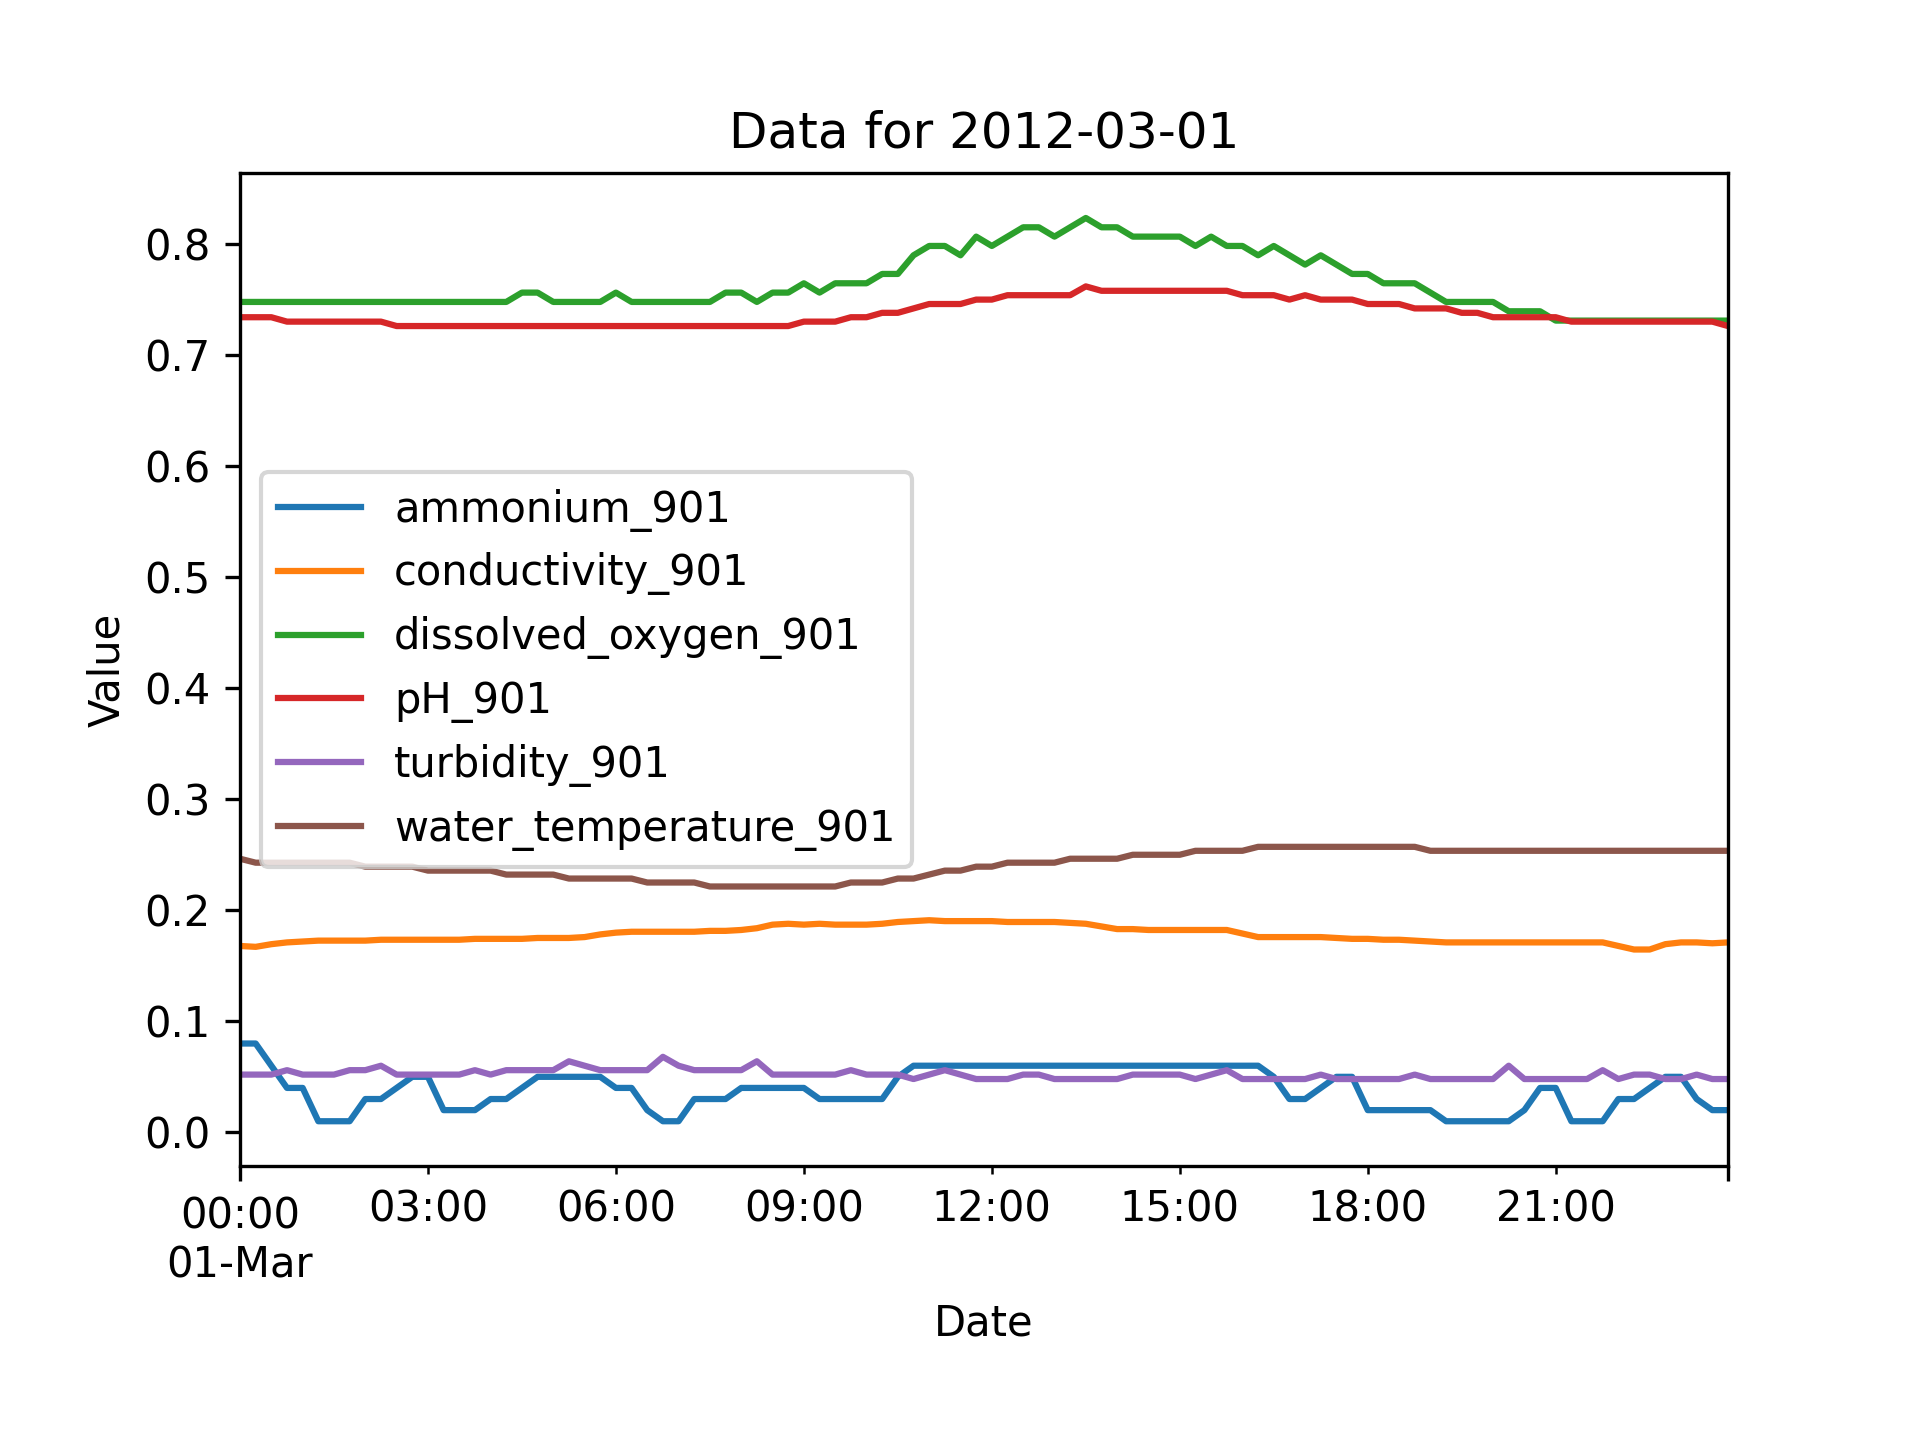 Data for 2012-03-01
Value
0.8
0.7
0.6
0.5
0.4
0.3
0.2
0.1
0.0
ammonium_901
conductivity_901
dissolved_oxygen_901
pH_901
turbidity_901
water_temperature_901
00:00 03:00 06:00 09:00 12:00 15:00 18:00 21:00
01-Mar
Date